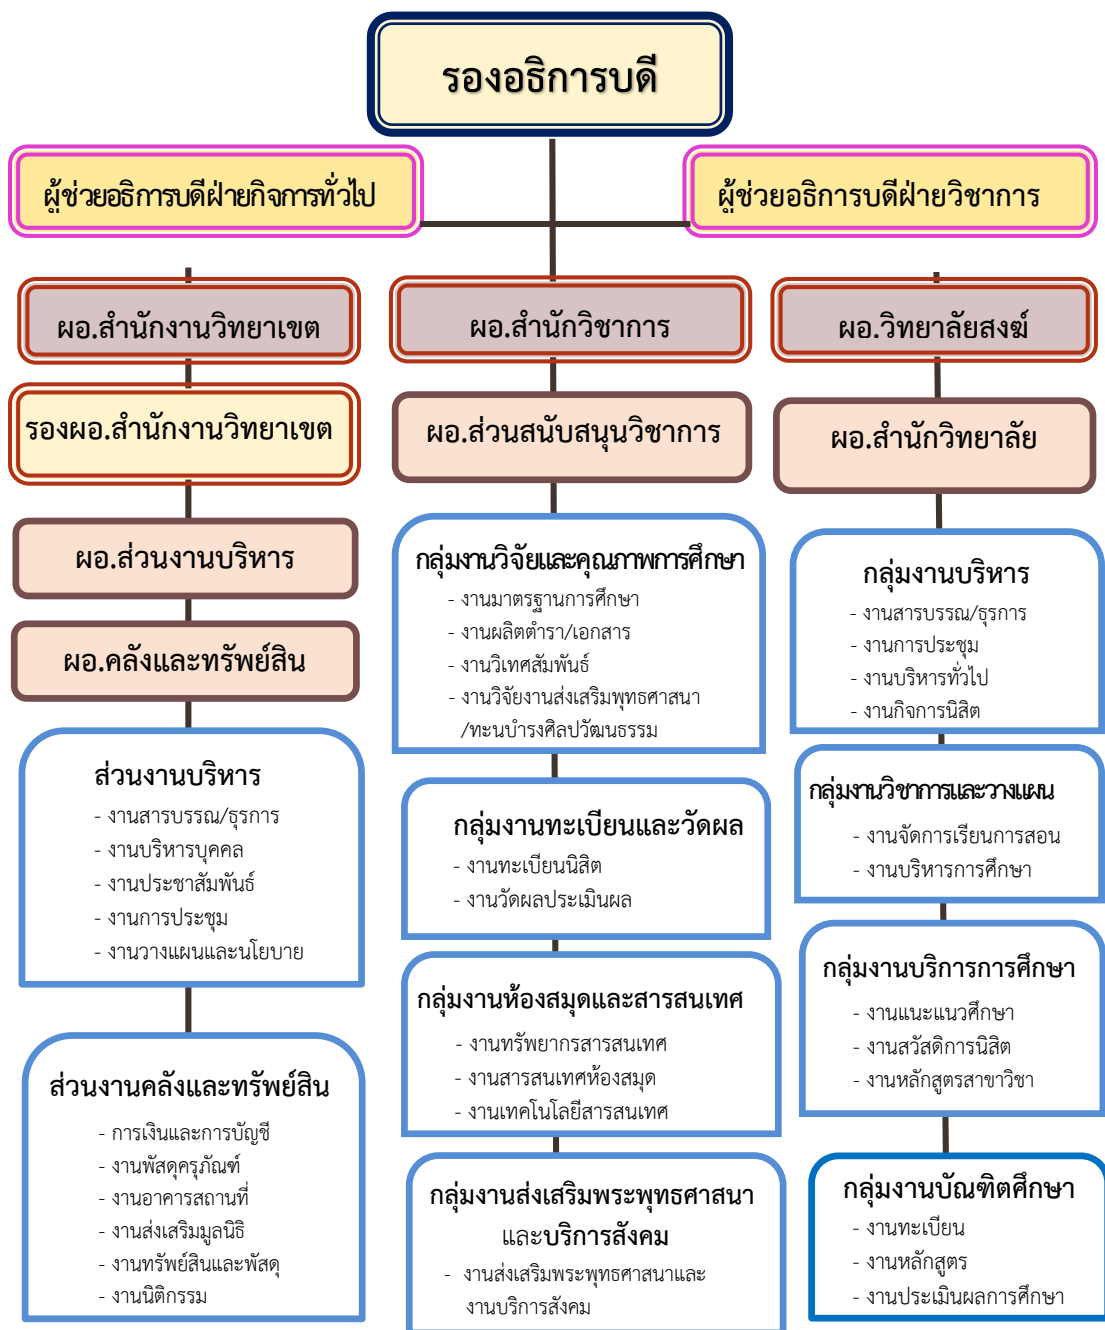 รองอธิการบดี
ผู้ช่วยอธิการบดีฝ่ายกิจการทั่วไป
ผู้ช่วยอธิการบดีฝ่ายวิชาการ
ผอ.สำนักงานวิทยาเขต
รองผอ.สำนักงานวิทยาเขต
ผอ.ส่วนงานบริหาร
ผอ.คลังและทรัพย์สิน
ส่วนงานบริหาร
- งานสารบรรณ/ธุรการ
- งานบริหารบุคคล
- งานประชาสัมพันธ์
- งานการประชุม
- งานวางแผนและนโยบาย
ส่วนงานคลังและทรัพย์สิน
- การเงินและการบัญชี
- งานพัสดุครุภัณฑ์
- งานอาคารสถานที่
- งานส่งเสริมมูลนิธิ
- งานทรัพย์สินและพัสดุ
- งานนิติกรรม
ผอ.สำนักวิชาการ
ผอ.ส่วนสนับสนุนวิชาการ
กลุ่มงานวิจัยและคุณภาพการศึกษา
- งานมาตรฐานการศึกษา
- งานผลิตตำรา/เอกสาร
- งานวิเทศสัมพันธ์
- งานวิจัยงานส่งเสริมพุทธศาสนา
/ทะนบำรงศิลปวัฒนธรรม
กลุ่มงานทะเบียนและวัดผล
- งานทะเบียนนิสิต
- งานวัดผลประเมินผล
กลุ่มงานห้องสมุดและสารสนเทศ
- งานทรัพยากรสารสนเทศ
- งานสารสนเทศห้องสมุด
- งานเทคโนโลยีสารสนเทศ
กลุ่มงานส่งเสริมพระพุทธศาสนา
และบริการสังคม
- งานส่งเสริมพระพุทธศาสนาและ
งานบริการสังคม
ผอ.วิทยาลัยสงฆ์
ผอ.สำนักวิทยาลัย
กลุ่มงานบริหาร
- งานสารบรรณ/ธุรการ
- งานการประชุม
- งานบริหารทั่วไป
- งานกิจการนิสิต
กลุ่มงานวิชาการและวางแผน
- งานจัดการเรียนการสอน
- งานบริหารการศึกษา
กลุ่มงานบริการการศึกษา
- งานแนะแนวศึกษา
- งานสวัสดิการนิสิต
- งานหลักสูตรสาขาวิชา
กลุ่มงานบัณฑิตศึกษา
- งานทะเบียน
- งานหลักสูตร
- งานประเมินผลการศึกษา